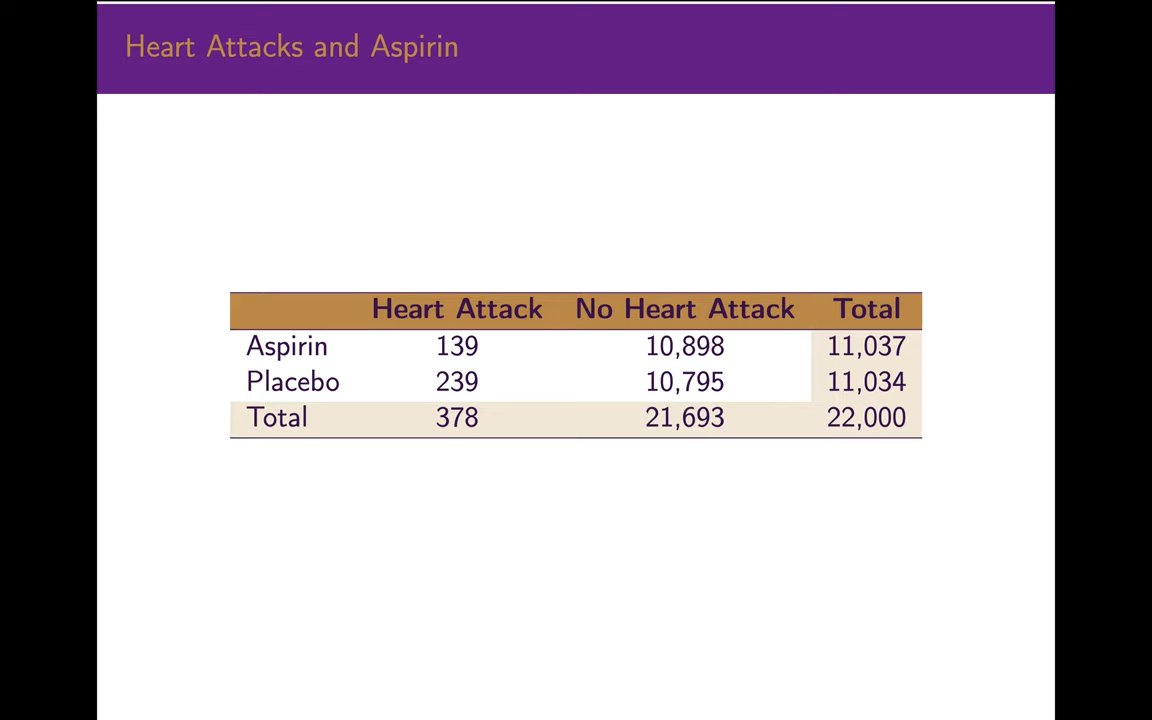 Heart Attacks and Aspirin
Heart Attack No Heart Attack Total
Aspirin 139 10,898 11,037
Placebo 239 10,795 11,034
Total 378 21,693 22,000